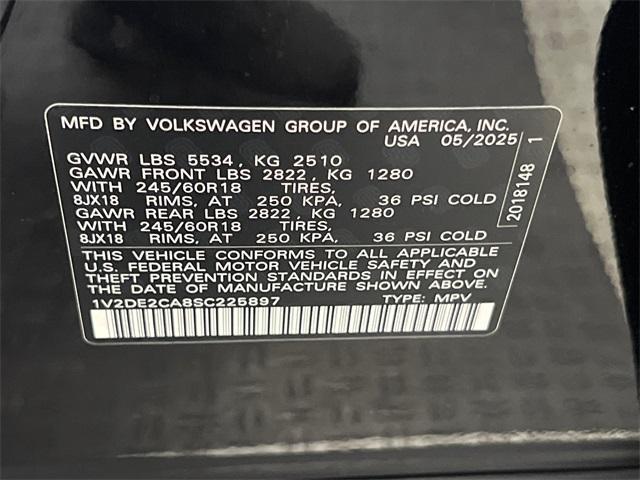 MFD BY VOLKSWAGEN GROUP OF AMERICA, INC.
USA 05/2025
GVWR LBS 5534, KG 2510
GAWR FRONT LBS 2822, KG 1280
WITH 245/60R18 TIRES,
8JX18 RIMS, AT 250 KPA, 36 PSI COLD
GAWR REAR LBS 2822, KG 1280
WITH 245/60R18 TIRES,
8JX18 RIMS, AT 250 KPA, 36 PSI COLD
THIS VEHICLE CONFORMS TO ALL APPLICABLE
U.S. FEDERAL MOTOR VEHICLE SAFETY AND
THEFT PREVENTION STANDARDS IN EFFECT ON
THE DATE OF MANUFACTURE SHOWN ABOVE.
1V2DE2CA8SC225897 TYPE: MPV
2018148 1